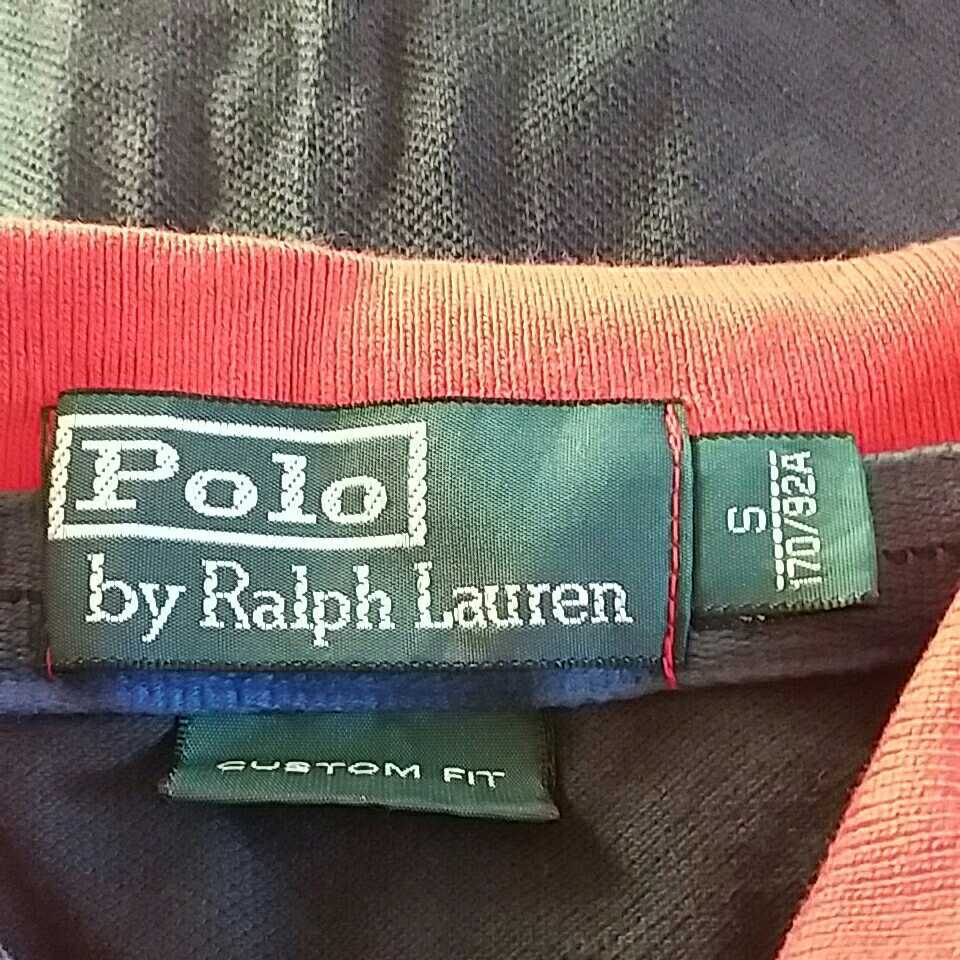 Polo
by Ralph Lauren
S
170/92A
CUSTOM FIT